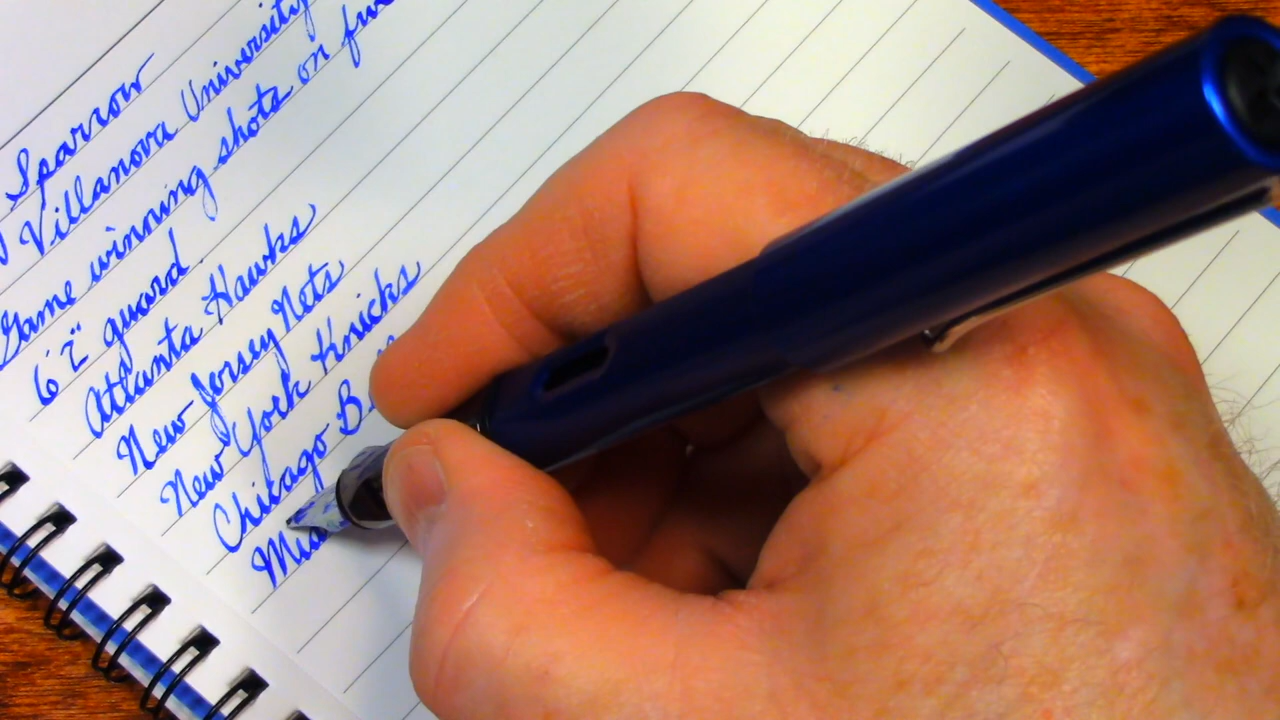 Sparrow
Villanova University
Game winning shots on
6'2" guard.
Atlanta Hawks
New Jersey Nets
New York Knicks
Chicago B
Mia